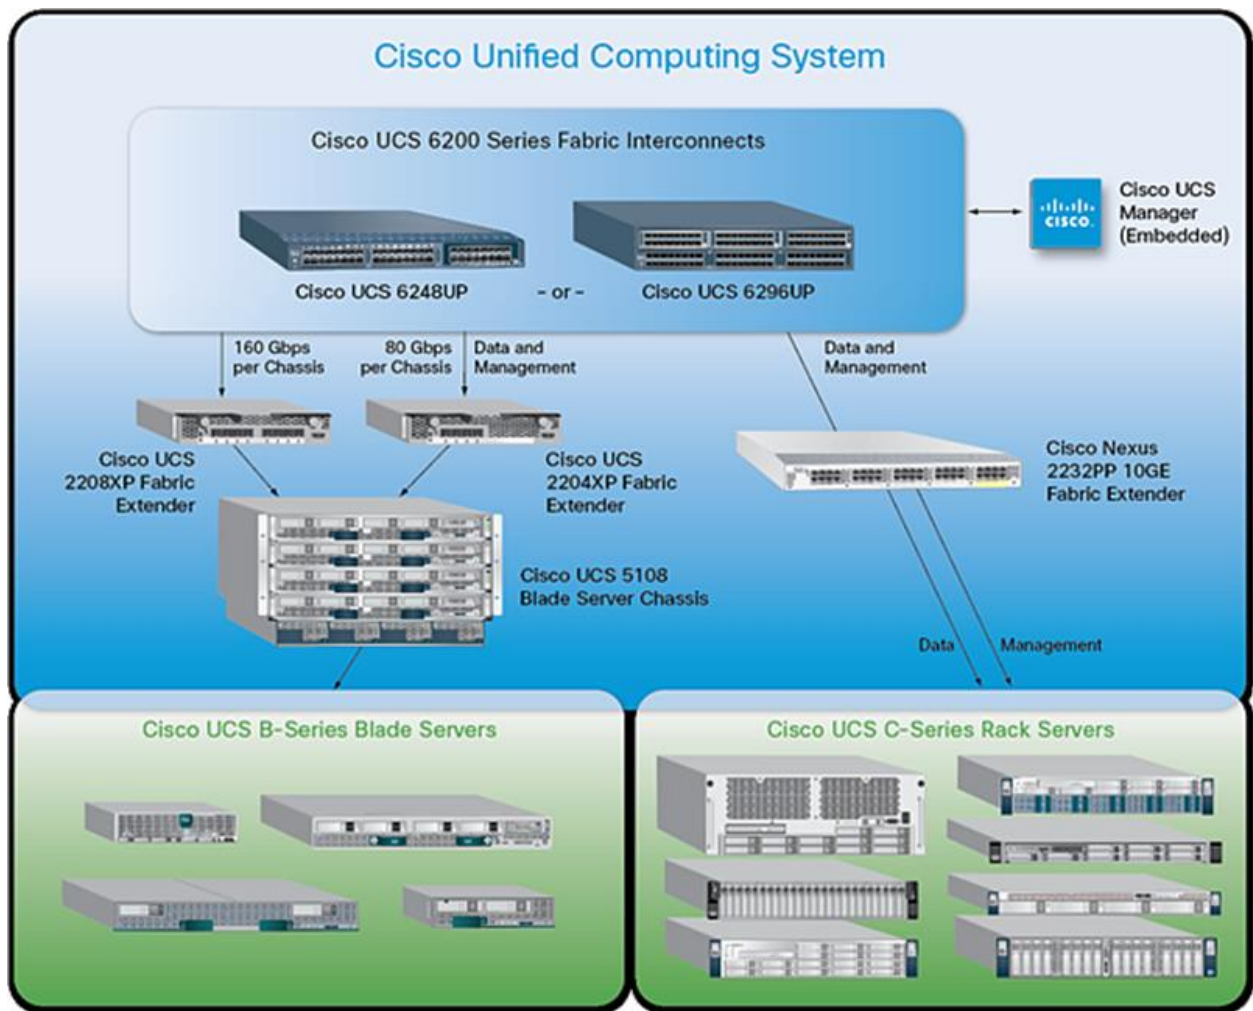 Cisco Unified Computing System
Cisco UCS 6200 Series Fabric Interconnects
Cisco UCS 6248UP
- or -
Cisco UCS 6296UP
CISCO.
Cisco UCS
Manager
(Embedded)
160 Gbps
per Chassis
80 Gbps
per Chassis
Data and
Management
Data and
Management
Cisco UCS
2208XP Fabric
Extender
Cisco UCS
2204XP Fabric
Extender
Cisco Nexus
2232PP 10GE
Fabric Extender
Cisco UCS 5108
Blade Server Chassis
Data
Management
Cisco UCS B-Series Blade Servers
Cisco UCS C-Series Rack Servers